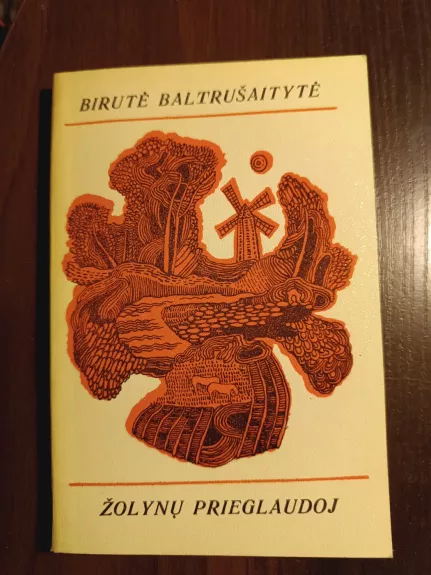 BIRUTĖ BALTRUŠAITYTĖ
ŽOLYNŲ PRIEGLAUDOJ